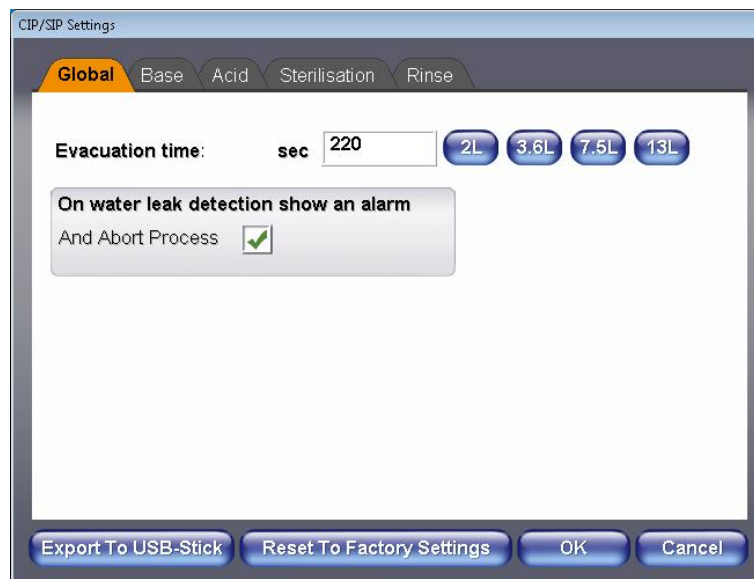 CIP/SIP Settings
Global Base Acid Sterilisation Rinse
Evacuation time: sec 220 2L 3.6L 7.5L 13L
On water leak detection show an alarm
And Abort Process
Export To USB-Stick Reset To Factory Settings OK Cancel